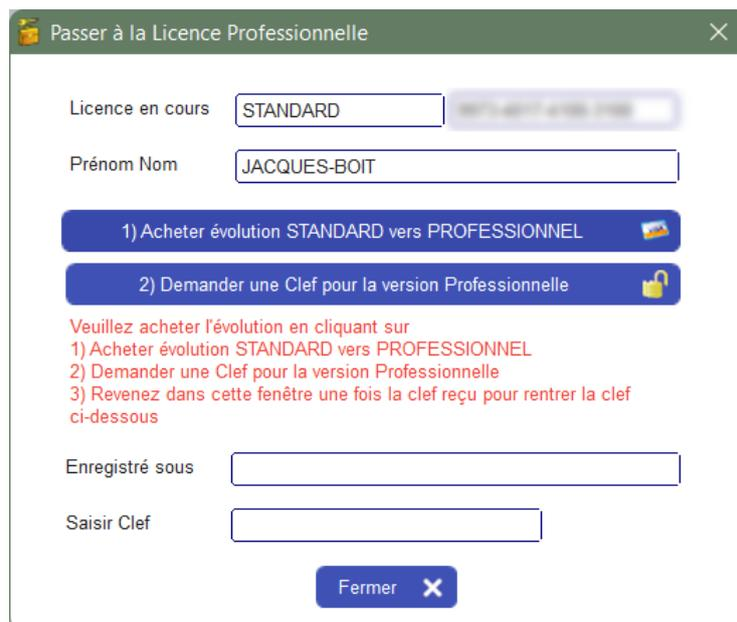 Passer à la Licence Professionnelle
Licence en cours STANDARD
Prénom Nom JACQUES-BOIT
1) Acheter évolution STANDARD vers PROFESSIONNEL
2) Demander une Clef pour la version Professionnelle
Veuillez acheter l'évolution en cliquant sur
1) Acheter évolution STANDARD vers PROFESSIONNEL
2) Demander une Clef pour la version Professionnelle
3) Revenez dans cette fenêtre une fois la clef reçu pour rentrer la clef
ci-dessous
Enregistré sous
Saisir Clef
Fermer